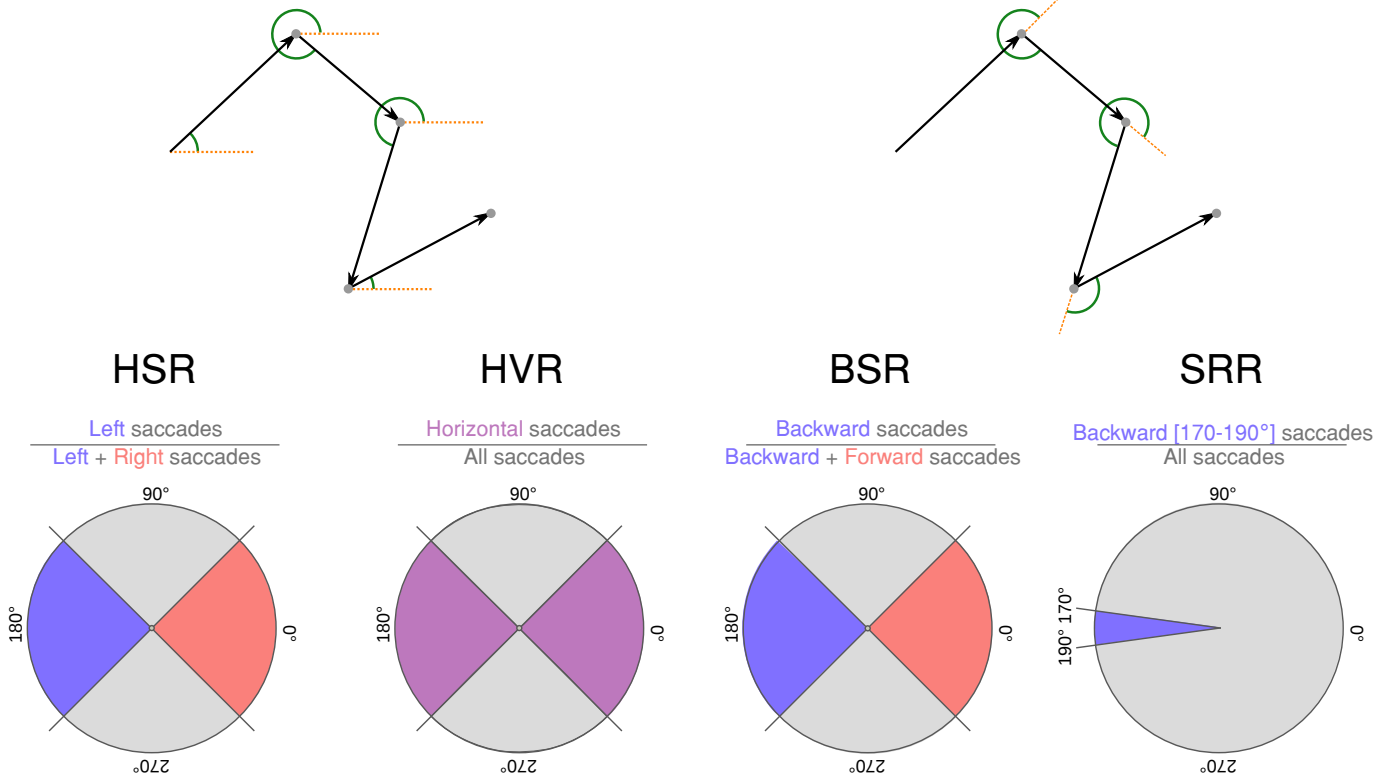 HSR HVR BSR SRR
Left saccades
Left + Right saccades
Horizontal saccades
All saccades
Backward saccades
Backward + Forward saccades
Backward [170-190°] saccades
All saccades
90°
180°
0°
270°
90°
180°
0°
270°
90°
180°
0°
270°
90°
170°
190°
0°
270°